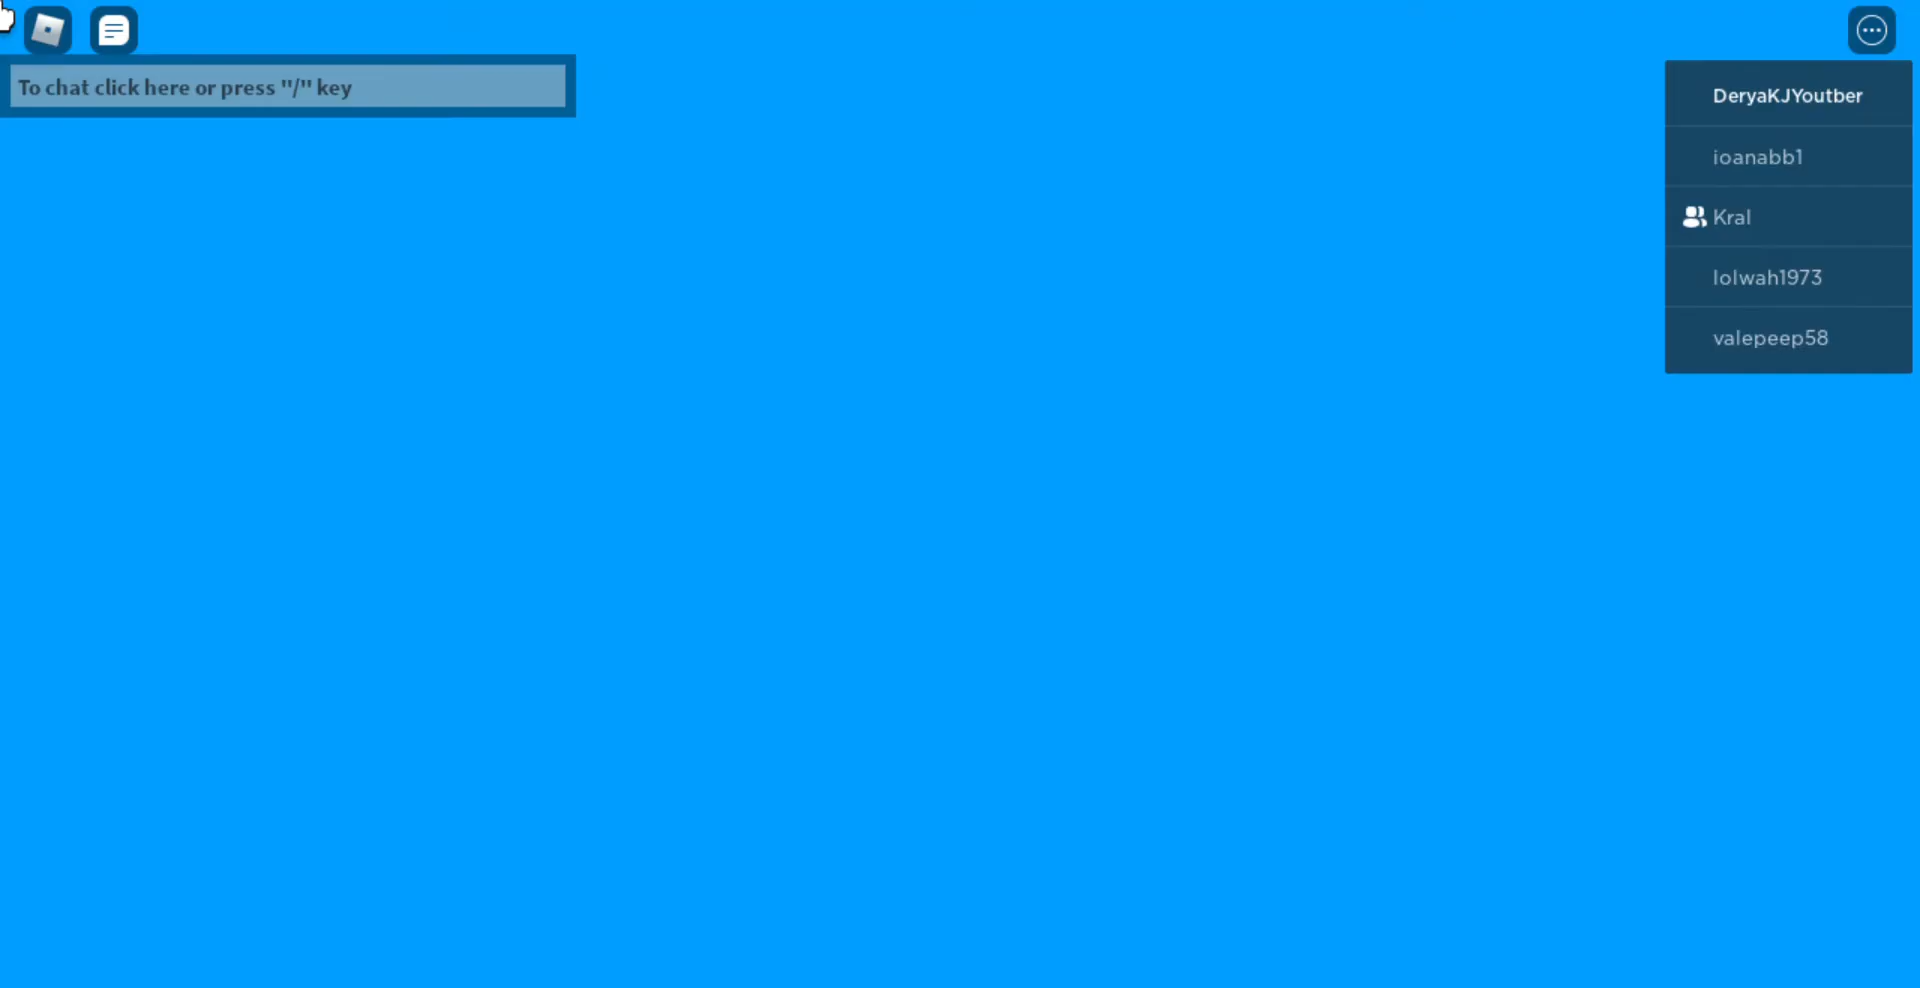 To chat click here or press "/" key
DeryaKJYoutber
ioanabb1
Kral
lolwah1973
valepeep58